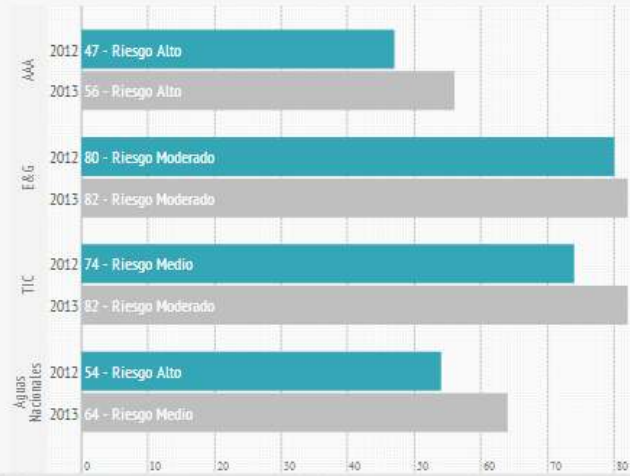 AAA
2012 47 - Riesgo Alto
2013 56 - Riesgo Alto
E&G
2012 80 - Riesgo Moderado
2013 82 - Riesgo Moderado
TIC
2012 74 - Riesgo Medio
2013 82 - Riesgo Moderado
Aguas
Nacionales
2012 54 - Riesgo Alto
2013 64 - Riesgo Medio
0 10 20 30 40 50 60 70 80